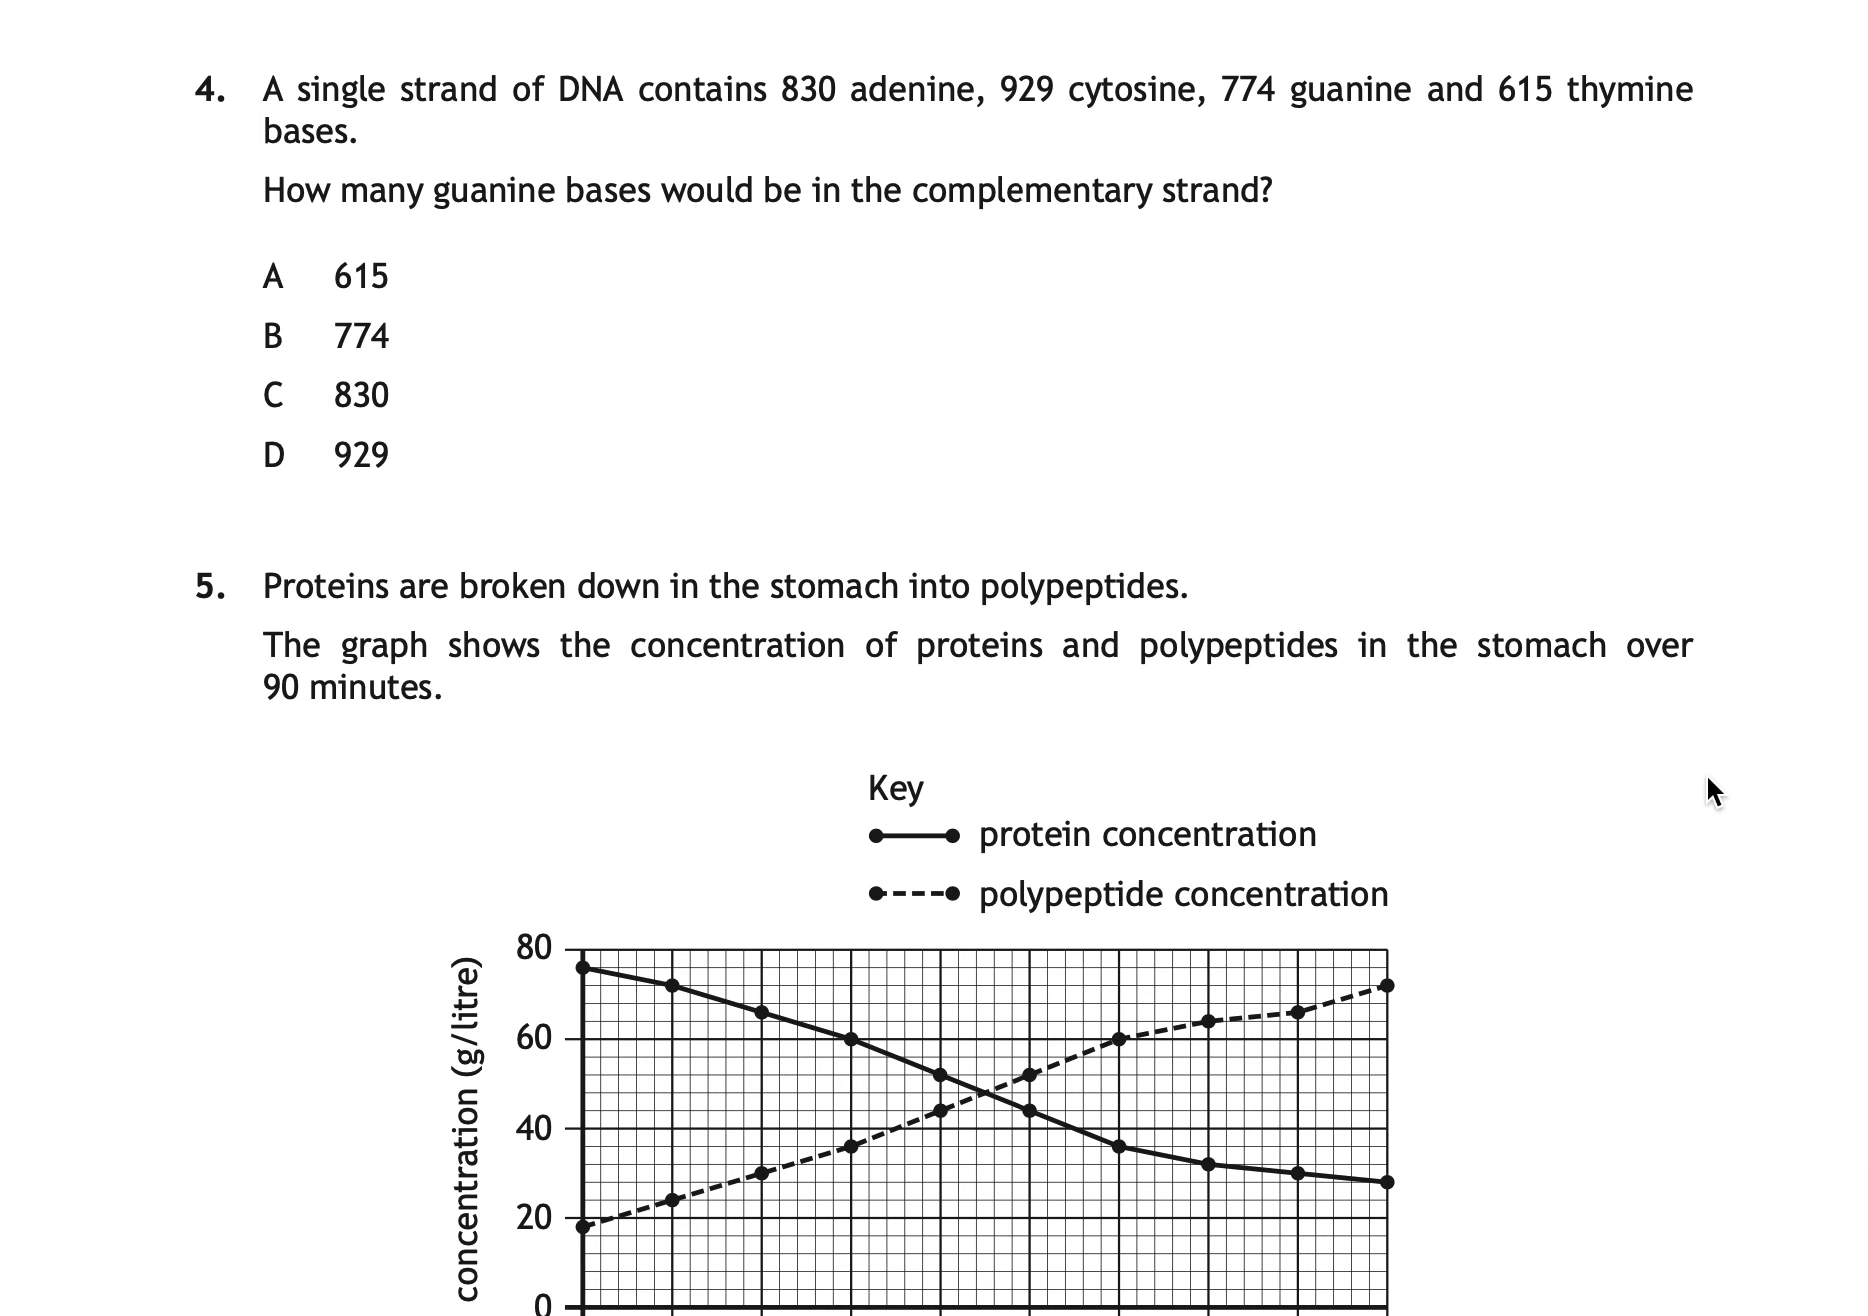 4. A single strand of DNA contains 830 adenine, 929 cytosine, 774 guanine and 615 thymine
bases.
How many guanine bases would be in the complementary strand?
A 615
B 774
C 830
D 929
5. Proteins are broken down in the stomach into polypeptides.
The graph shows the concentration of proteins and polypeptides in the stomach over
90 minutes.
Key
protein concentration
polypeptide concentration
concentration (g/litre)
80
60
40
20
0